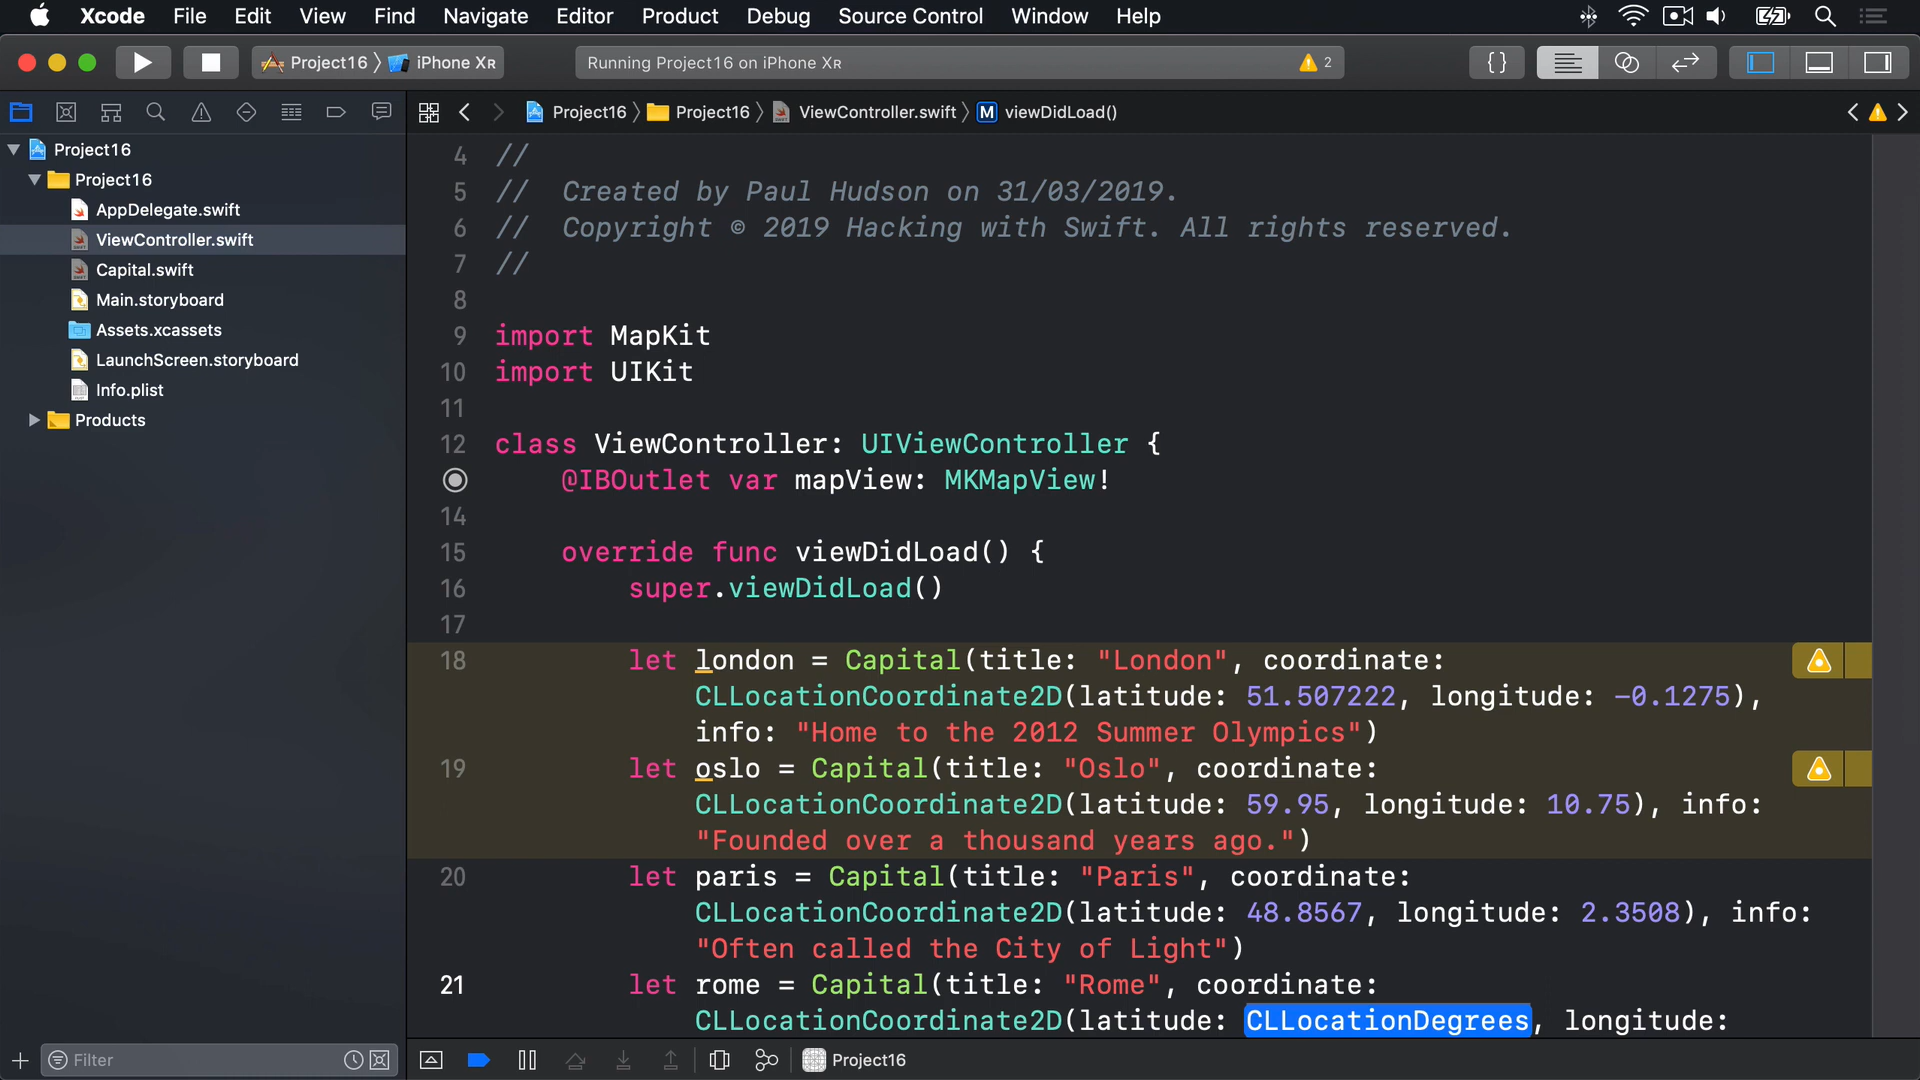 Xcode File Edit View Find Navigate Editor Product Debug Source Control Window Help
Project16 iPhone XR
Running Project16 on iPhone XR
2
{}
Project16 Project16 ViewController.swift M viewDidLoad()
Project16
Project16
AppDelegate.swift
ViewController.swift
Capital.swift
Main.storyboard
Assets.xcassets
LaunchScreen.storyboard
Info.plist
Products
4 //
5 //  Created by Paul Hudson on 31/03/2019.
6 //  Copyright © 2019 Hacking with Swift. All rights reserved.
7 //
8
9 import MapKit
10 import UIKit
11
12 class ViewController: UIViewController {
@IBOutlet var mapView: MKMapView!
14
15 override func viewDidLoad() {
16 super.viewDidLoad()
17
18 let london = Capital(title: "London", coordinate:
CLLocationCoordinate2D(latitude: 51.507222, longitude: -0.1275),
info: "Home to the 2012 Summer Olympics")
19 let oslo = Capital(title: "Oslo", coordinate:
CLLocationCoordinate2D(latitude: 59.95, longitude: 10.75), info:
"Founded over a thousand years ago.")
20 let paris = Capital(title: "Paris", coordinate:
CLLocationCoordinate2D(latitude: 48.8567, longitude: 2.3508), info:
"Often called the City of Light")
21 let rome = Capital(title: "Rome", coordinate:
CLLocationCoordinate2D(latitude: CLLocationDegrees, longitude:
Filter
Project16